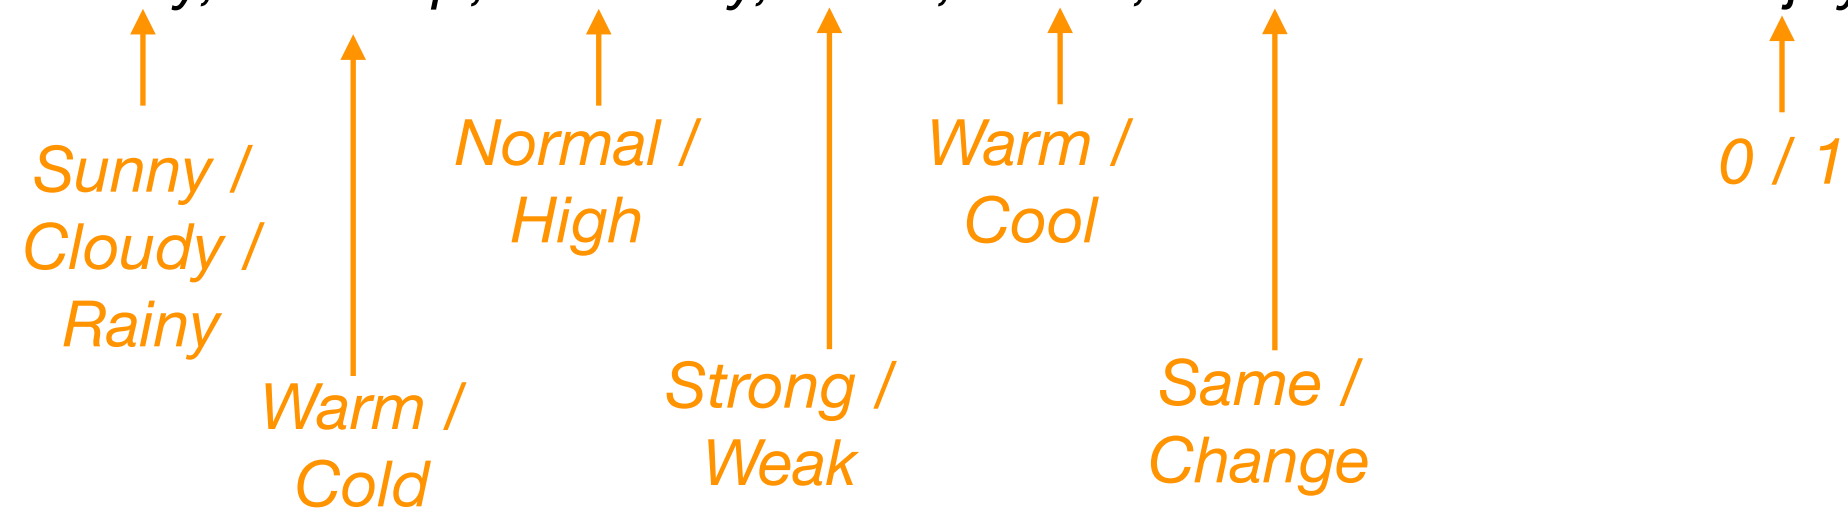 Sunny /
Cloudy /
Rainy
Warm /
Cold
Normal /
High
Strong /
Weak
Warm /
Cool
Same /
Change
0 / 1